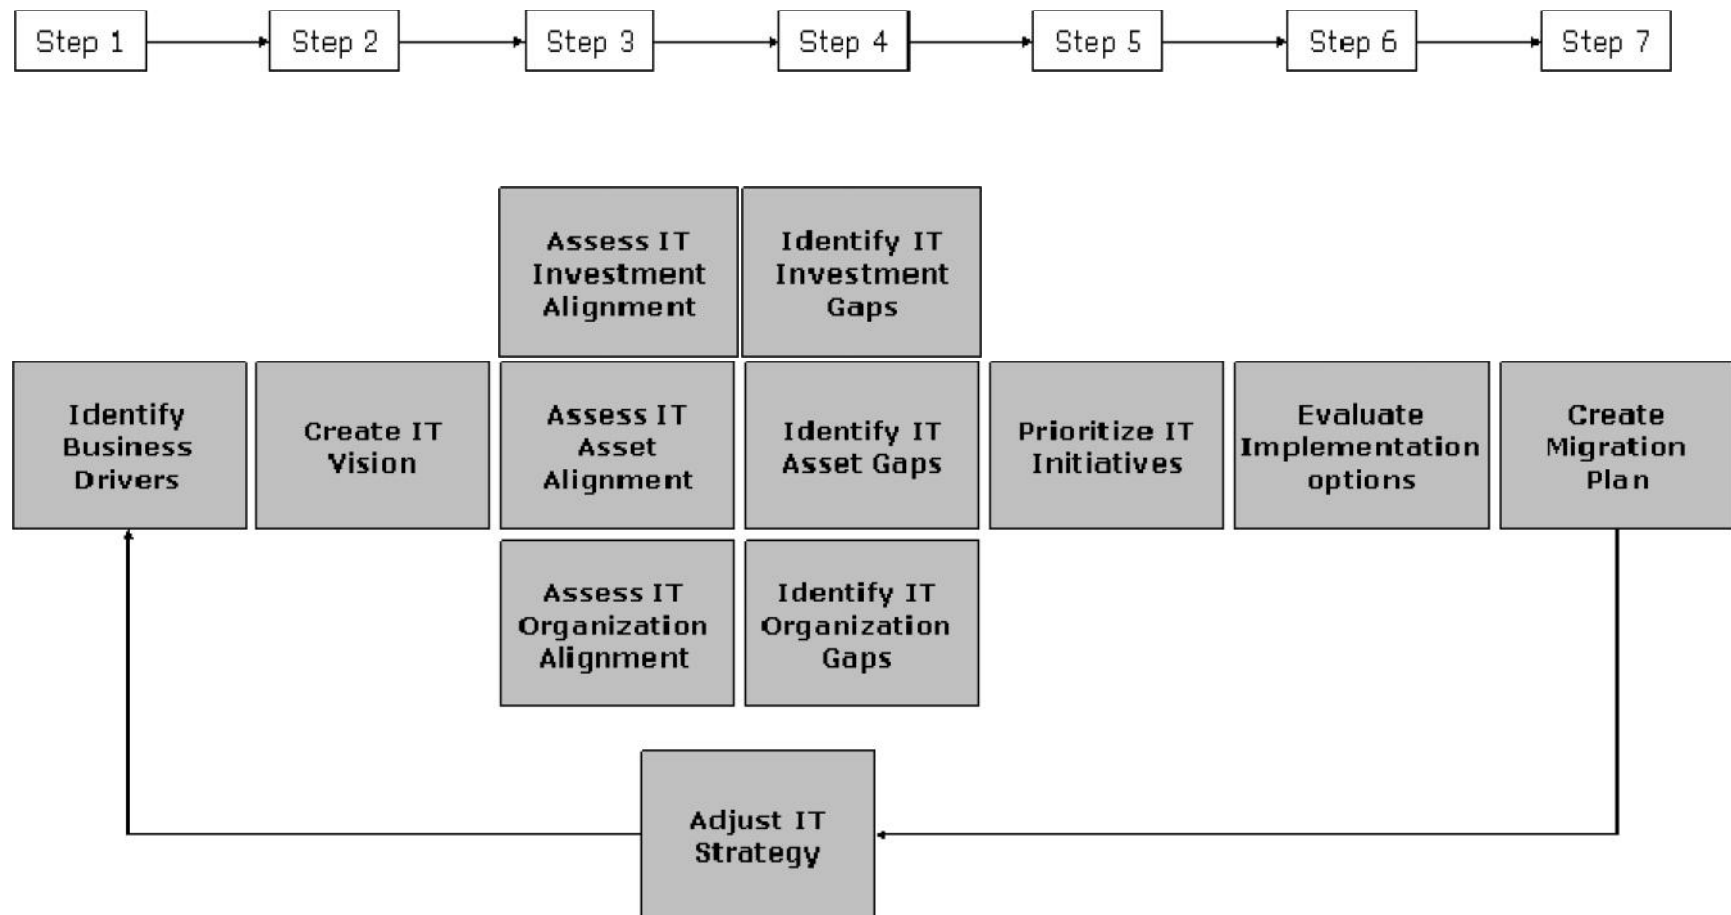 Step 1
Step 2
Step 3
Step 4
Step 5
Step 6
Step 7
Assess IT
Investment
Alignment
Identify IT
Investment
Gaps
Identify
Business
Drivers
Create IT
Vision
Assess IT
Asset
Alignment
Identify IT
Asset Gaps
Prioritize IT
Initiatives
Evaluate
Implementation
options
Create
Migration
Plan
Assess IT
Organization
Alignment
Identify IT
Organization
Gaps
Adjust IT
Strategy